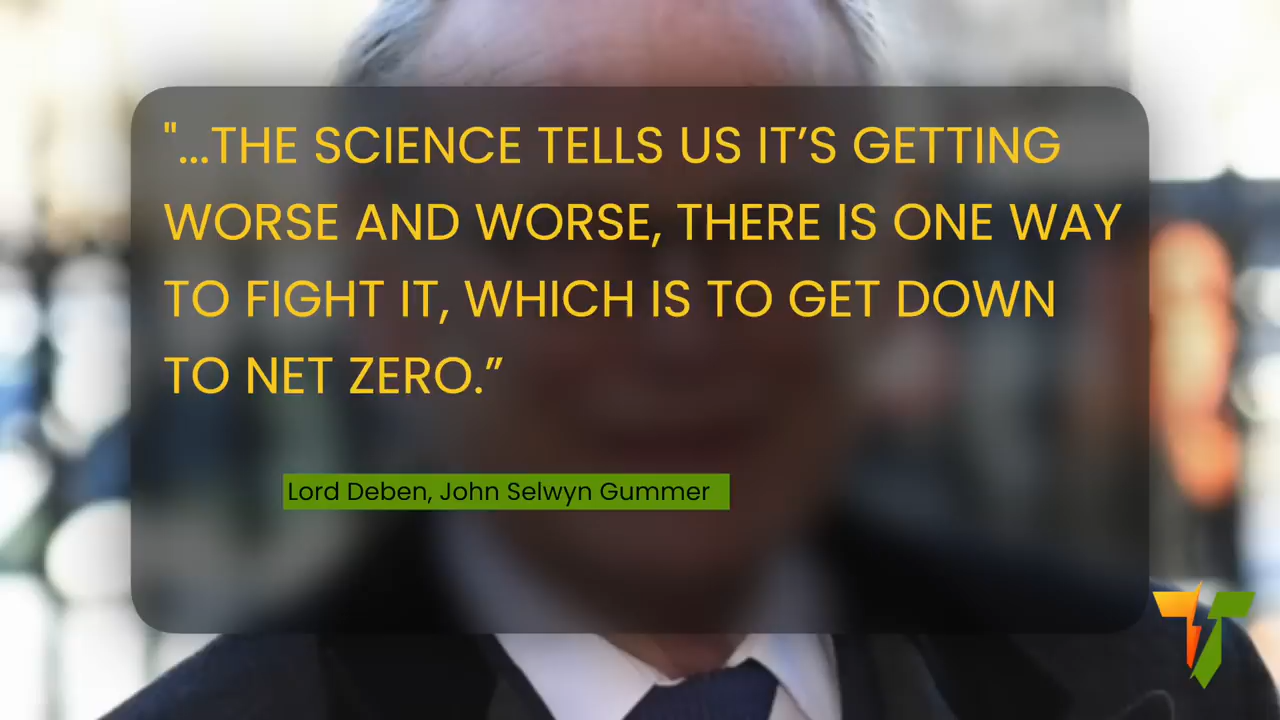 "...THE SCIENCE TELLS US IT’S GETTING
WORSE AND WORSE, THERE IS ONE WAY
TO FIGHT IT, WHICH IS TO GET DOWN
TO NET ZERO.”
Lord Deben, John Selwyn Gummer